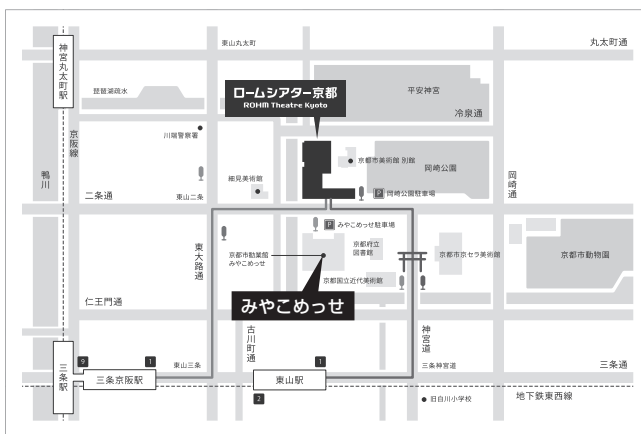 神宮丸太町駅
東山丸太町
丸太町通
ロームシアター京都
ROHM Theatre Kyoto
平安神宮
琵琶湖疏水
冷泉通
川端警察署
京阪線
京都市美術館 別館
岡崎公園
鴨川
細見美術館
岡崎通
二条通
東山二条
P 岡崎公園駐車場
P みやこめっせ駐車場
東大路通
京都市勧業館
みやこめっせ
京都府立
図書館
京都市京セラ美術館
京都市動物園
京都国立近代美術館
みやこめっせ
仁王門通
古川町通
神宮道
三条駅
9
1
東山三条
1
三条神宮道
三条通
三条京阪駅
東山駅
2
旧白川小学校
地下鉄東西線